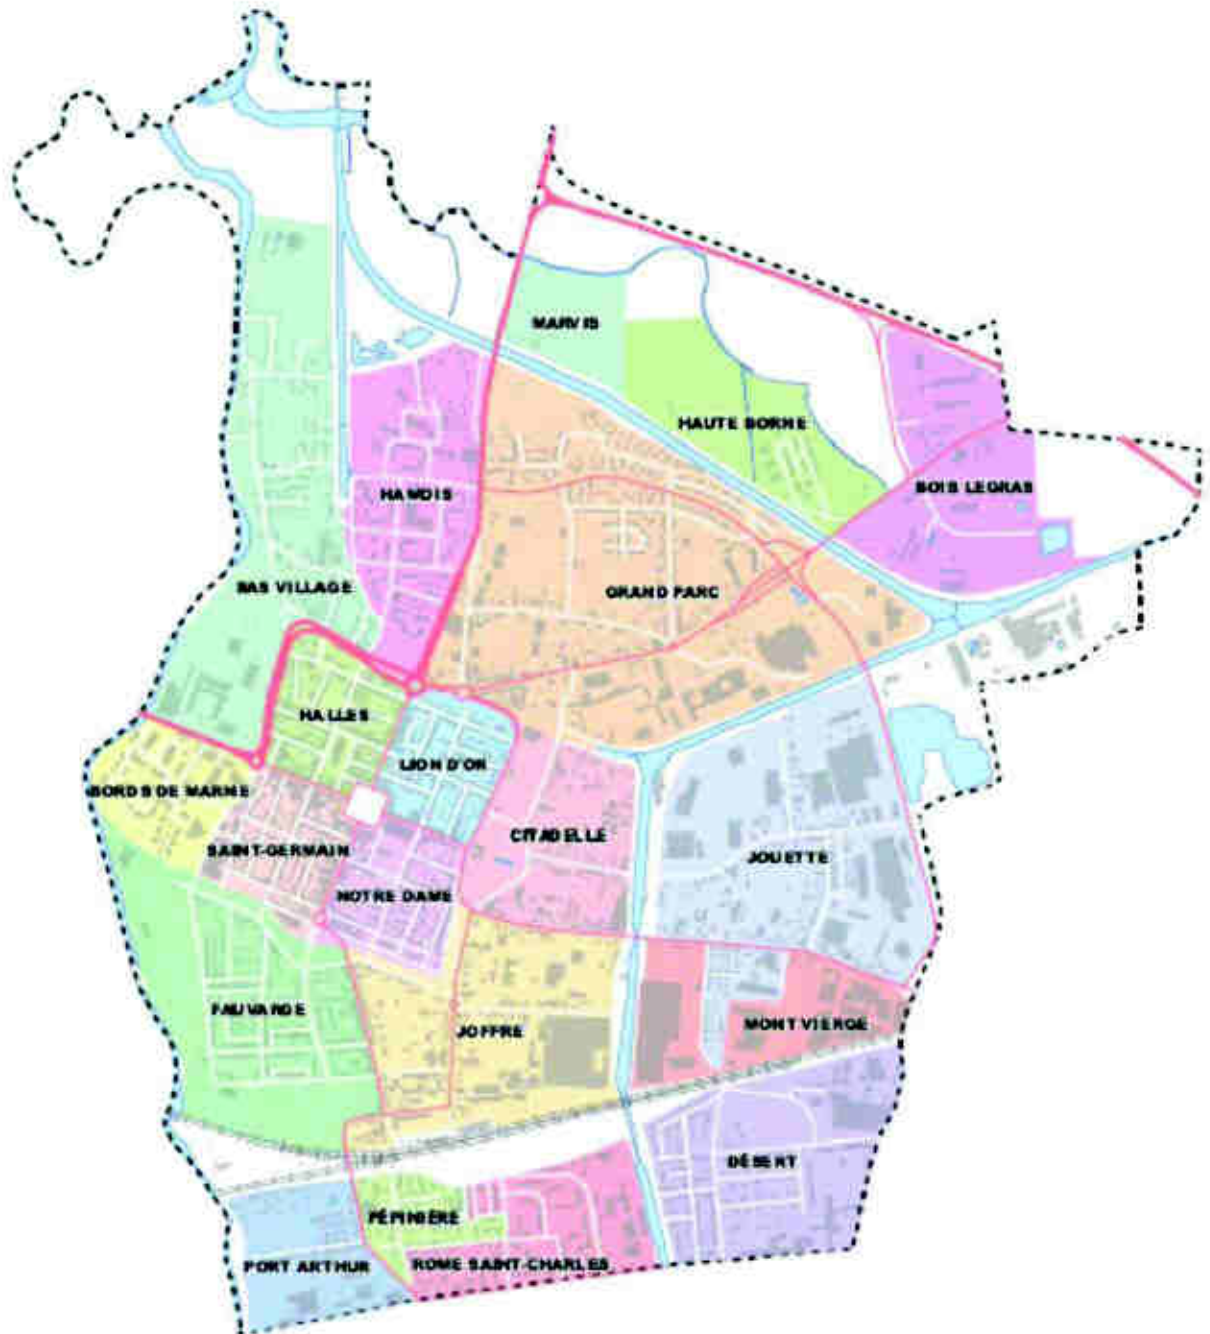 MARVIS
HAUTE BORNE
BOIS LEGRAS
HAMOIS
BAS VILLAGE
GRAND PARC
HALLES
LION D'OR
BORDS DE MARNE
CITADELLE
SAINT-GERMAIN
JOUETTE
NOTRE DAME
FAUVARGE
JOFFRE
MONT VIERGE
DÉSERT
PÉPINIÈRE
PORT ARTHUR
ROME SAINT-CHARLES